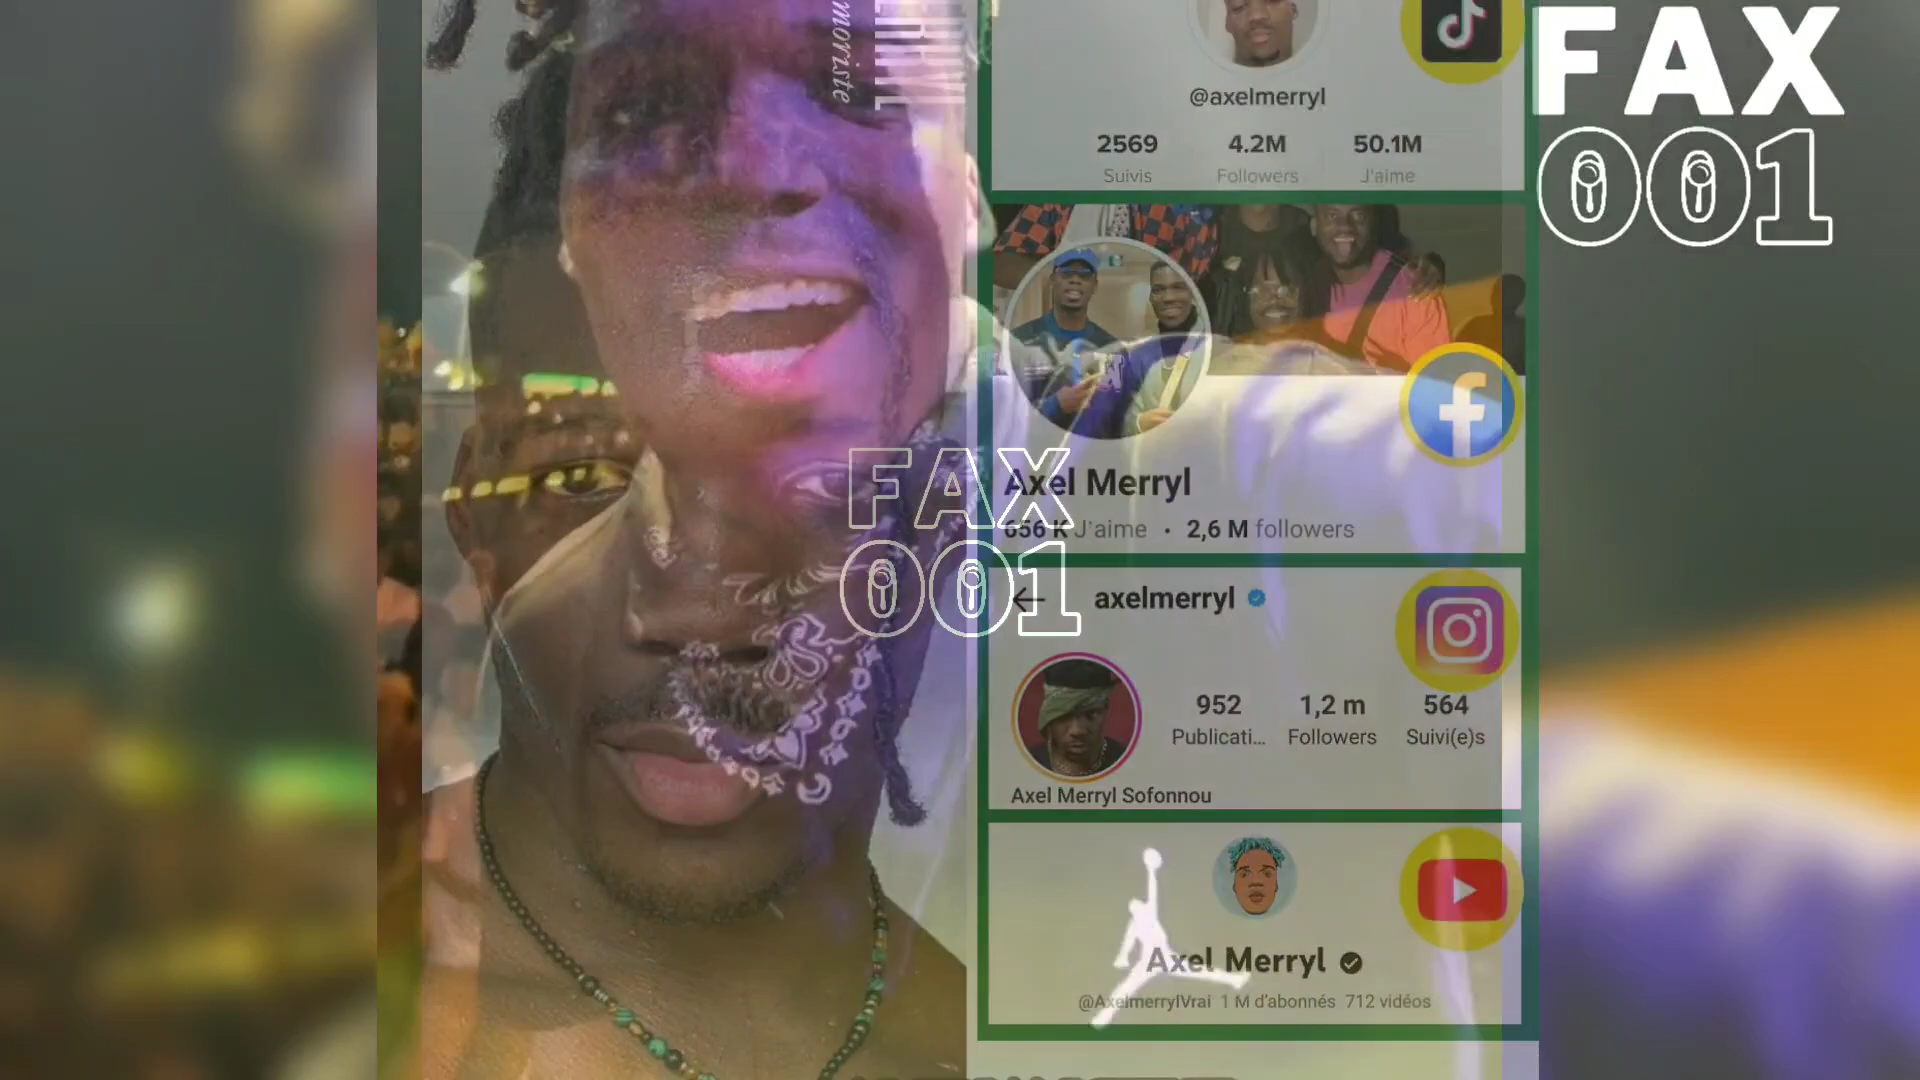 moriste
@axelmerryl
2569 4.2M 50.1M
Suivis Followers J'aime
FAX
001
Axel Merryl
656 K J'aime · 2,6 M followers
FAX
001
axelmerryl
952 1,2 m 564
Publicati... Followers Suivi(e)s
Axel Merryl Sofonnou
Axel Merryl
@AxelmerrylVrai 1 M d'abonnés 712 vidéos